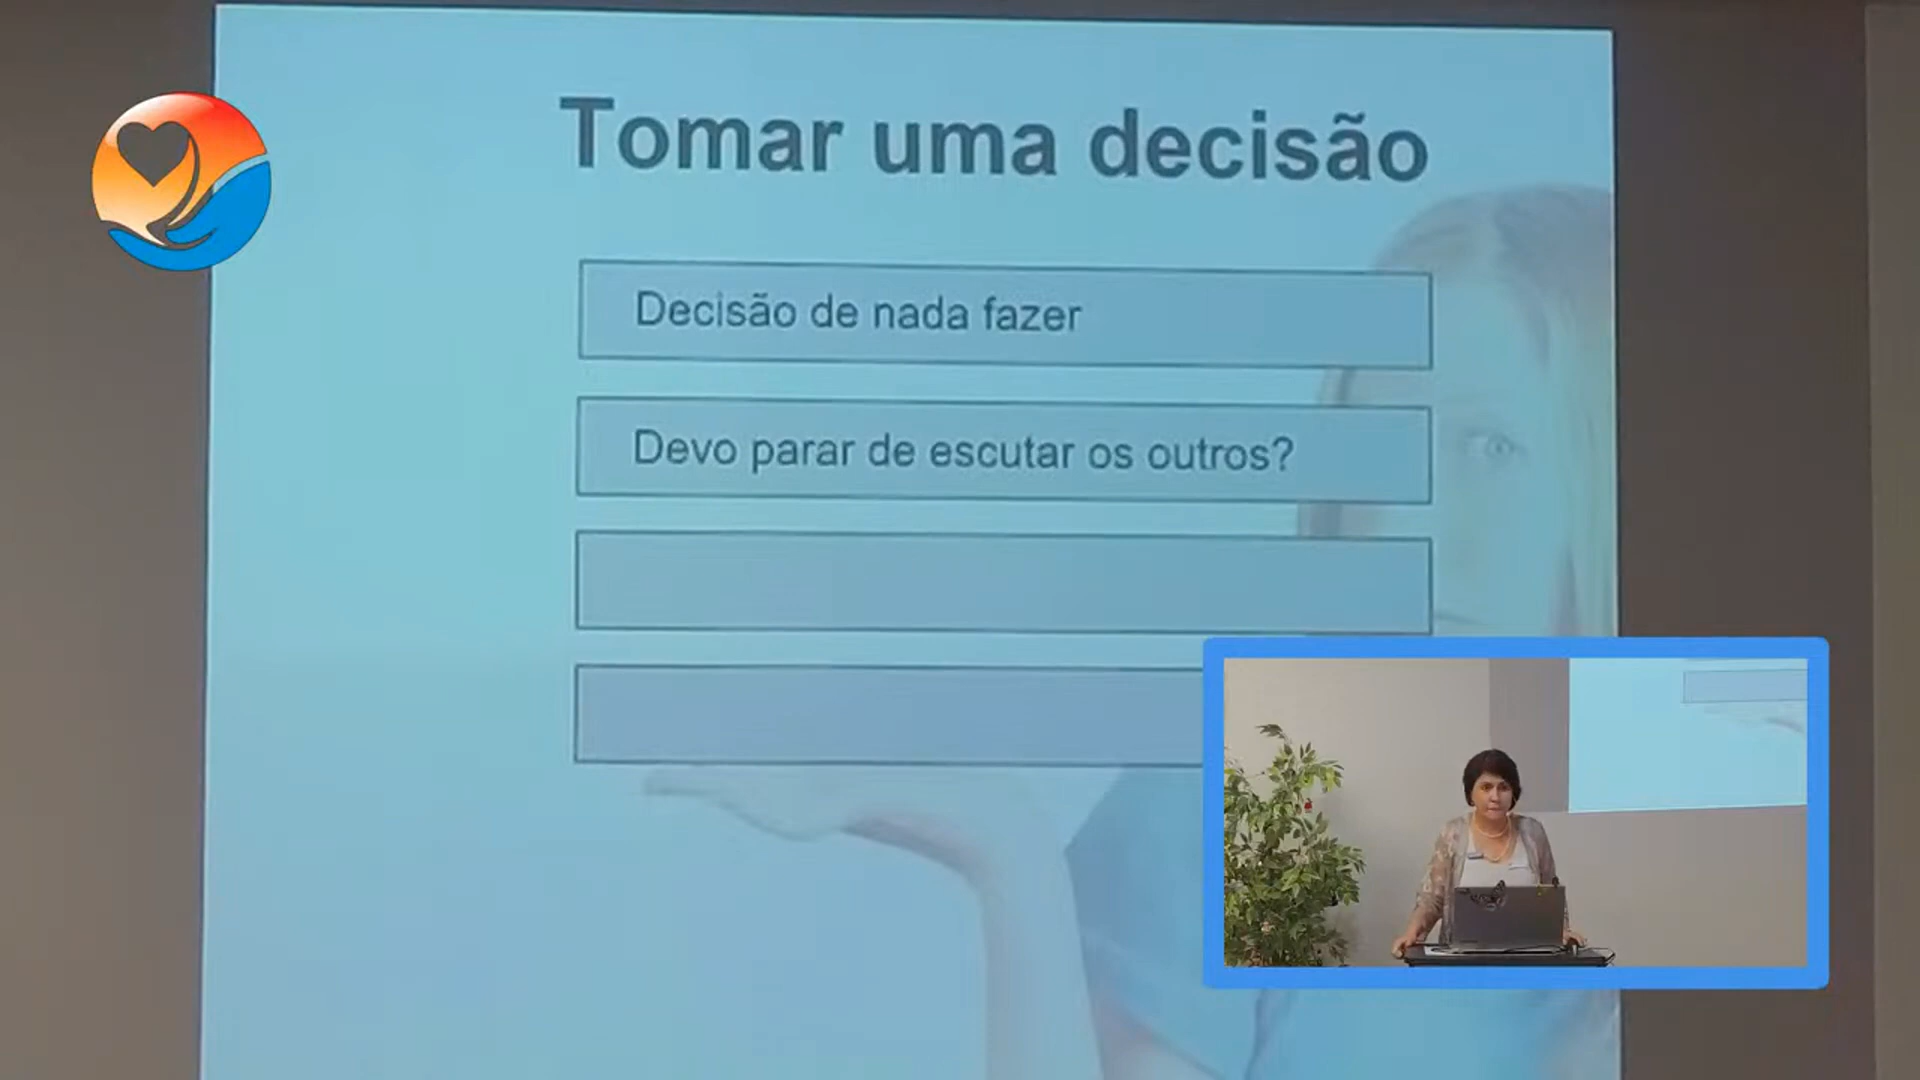 Tomar uma decisão
Decisão de nada fazer
Devo parar de escutar os outros?